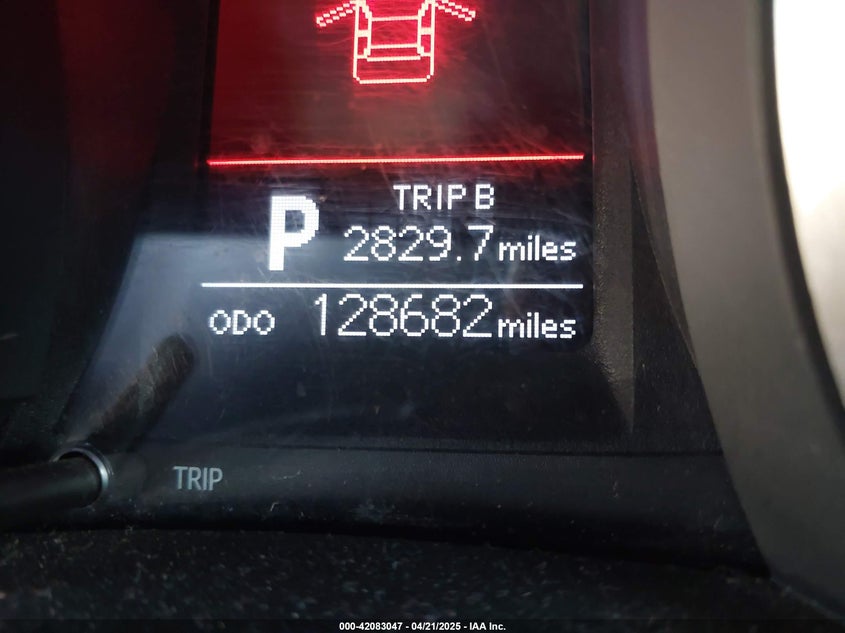 TRIP B
P 2829.7 miles
ODO 128682 miles
TRIP
000-42083047 - 04/21/2025 - IAA Inc.